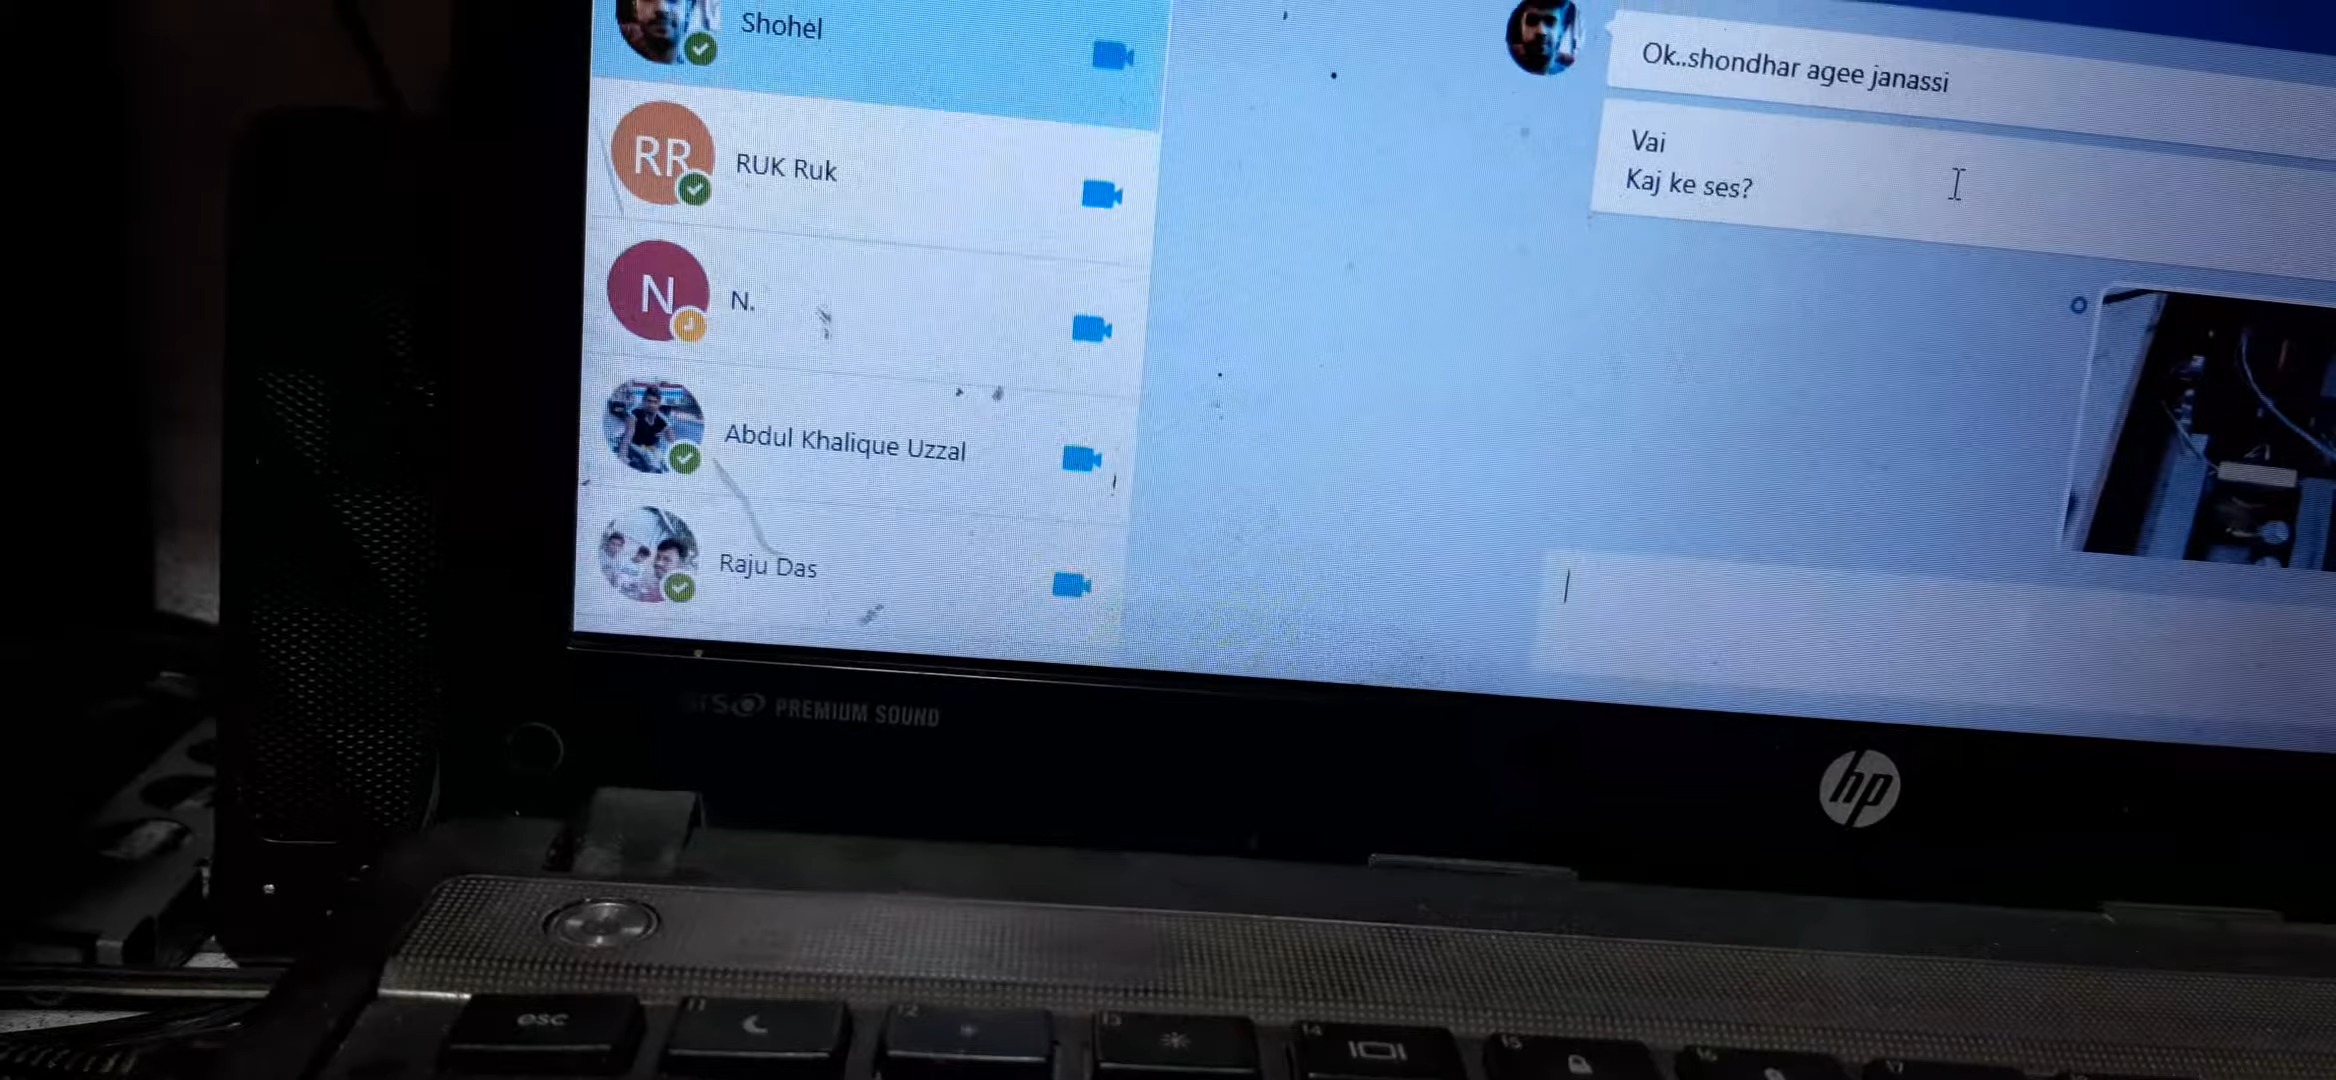 Shohel
RR
RUK Ruk
N
N.
Abdul Khalique Uzzal
Raju Das
Ok..shondhar agee janassi
Vai
Kaj ke ses?
PREMIUM SOUND
hp
esc